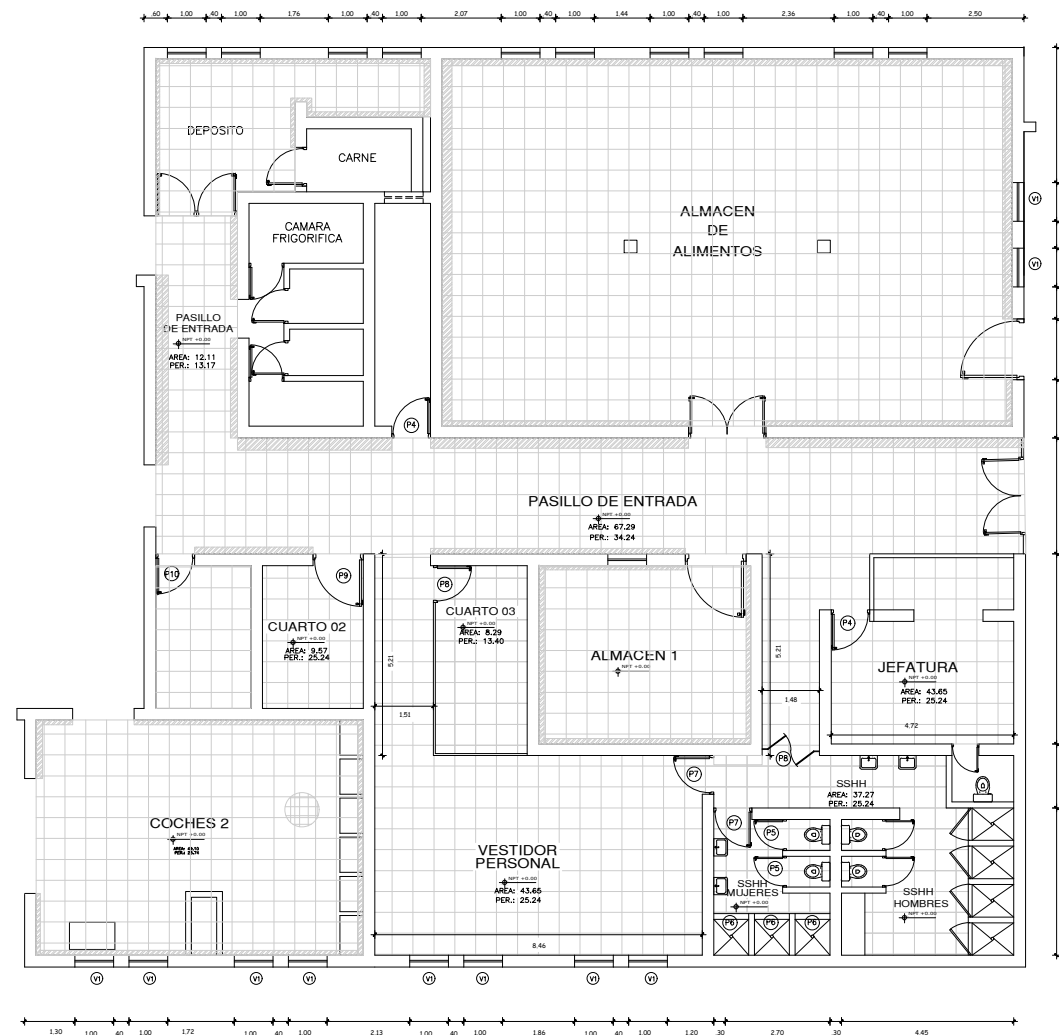 .60 1.00 .40 1.00 1.76 1.00 .40 1.00 2.07 1.00 .40 1.00 1.44 1.00 .40 1.00 2.36 1.00 .40 1.00 2.50
DEPOSITO
CARNE
V1
ALMACEN
DE
ALIMENTOS
CAMARA
FRIGORIFICA
V1
PASILLO
DE ENTRADA
NPT +0.00
AREA: 12.11
PER.: 13.17
P4
PASILLO DE ENTRADA
NPT +0.00
AREA: 67.29
PER.: 34.24
P10
P9
P8
CUARTO 02
NPT +0.00
AREA: 9.57
PER.: 25.24
CUARTO 03
NPT +0.00
AREA: 8.29
PER.: 13.40
5.21
ALMACEN 1
NPT +0.00
5.21
P4
JEFATURA
NPT +0.00
AREA: 43.65
PER.: 25.24
4.72
1.51
1.48
P8
P7
SSHH
AREA: 37.27
PER.: 25.24
COCHES 2
NPT +0.00
VESTIDOR
PERSONAL
NPT +0.00
AREA: 43.65
PER.: 25.24
P7
P5
P5
SSHH
MUJERES
NPT +0.00
SSHH
HOMBRES
NPT +0.00
P6 P6 P6
8.46
V1 V1 V1 V1 V1 V1 V1 V1
1.30 1.00 .40 1.00 1.72 1.00 .40 1.00 2.13 1.00 .40 1.00 1.86 1.00 .40 1.00 1.20 .30 2.70 .30 4.45